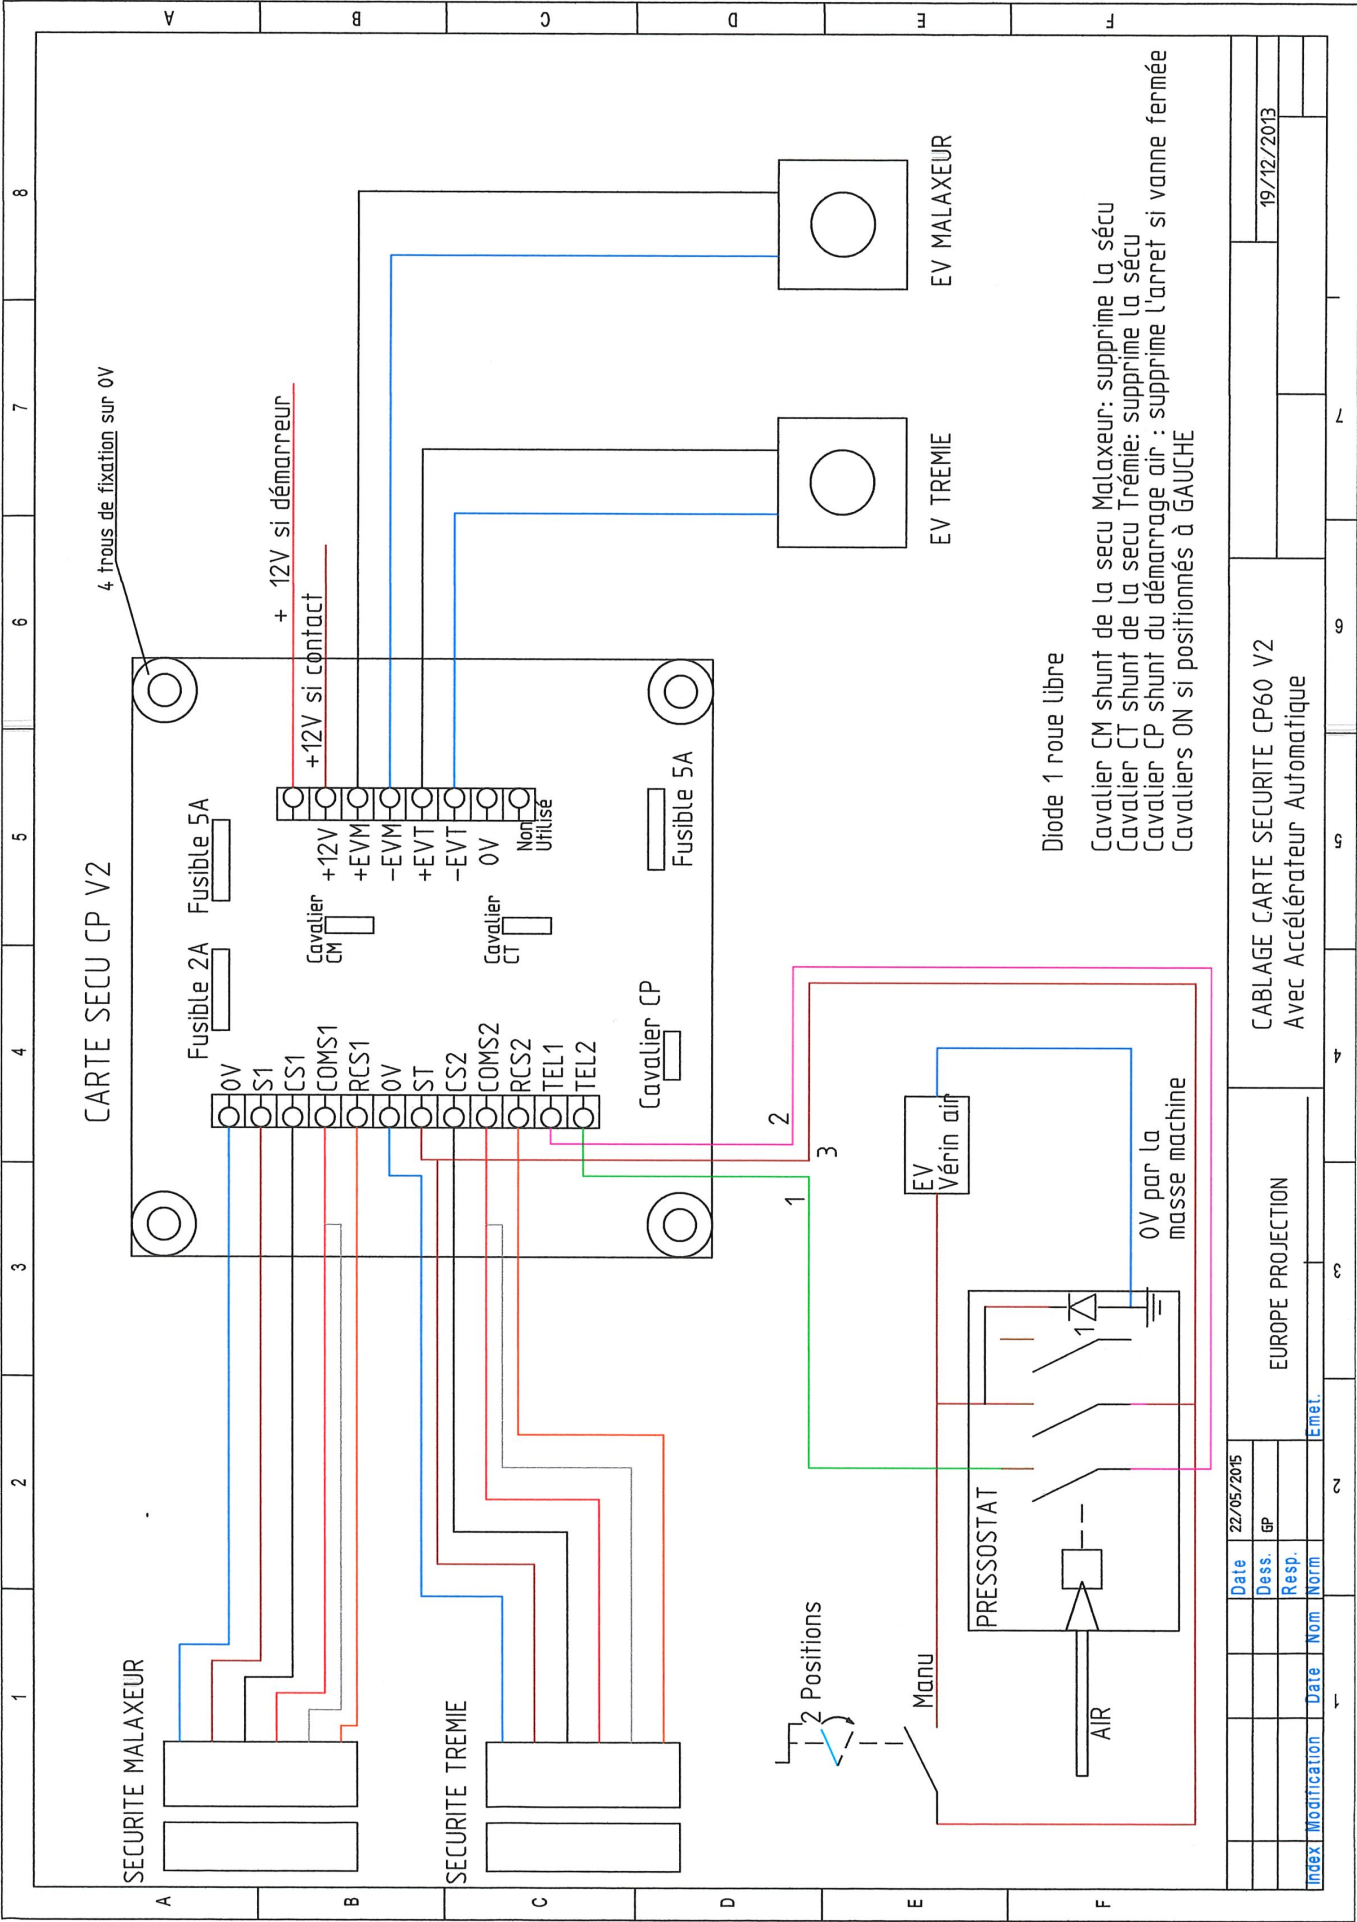 1 2 3 4 5 6 7 8
A B C D E F
CARTE SECU CP V2
4 trous de fixation sur 0V
SECURITE MALAXEUR
SECURITE TREMIE
Fusible 2A
Fusible 5A
0V
S1
CS1
COMS1
RCS1
0V
ST
CS2
COMS2
RCS2
TEL1
TEL2
Cavalier
CM
Cavalier
CT
Cavalier CP
+12V
+EVM
-EVM
+EVT
-EVT
0V
Non
Utilisé
Fusible 5A
+ 12V si démarreur
+12V si contact
EV TREMIE
EV MALAXEUR
1
2
3
2 Positions
Manu
EV
Vérin air
PRESSOSTAT
AIR
1
0V par la
masse machine
Diode 1 roue libre
Cavalier CM shunt de la secu Malaxeur: supprime la sécu
Cavalier CT shunt de la secu Trémie: supprime la sécu
Cavalier CP shunt du démarrage air : supprime l'arret si vanne fermée
Cavaliers ON si positionnés à GAUCHE
Date 22/05/2015
Dess. GP
Resp.
Index Modification Date Nom Norm Emet.
EUROPE PROJECTION
CABLAGE CARTE SECURITE CP60 V2
Avec Accélérateur Automatique
19/12/2013
A B C D E F
1 2 3 4 5 6 7